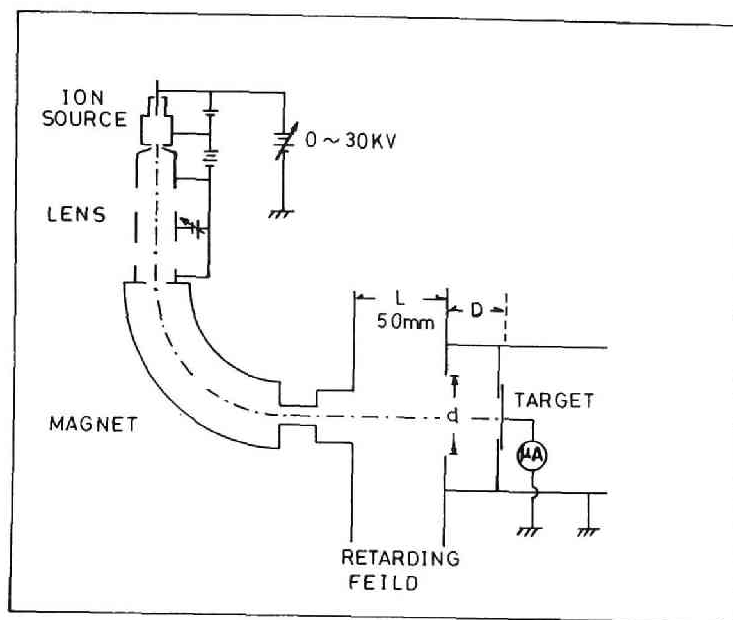 ION
SOURCE
0~30KV
LENS
L
50mm
D
d
TARGET
MAGNET
μA
RETARDING
FEILD